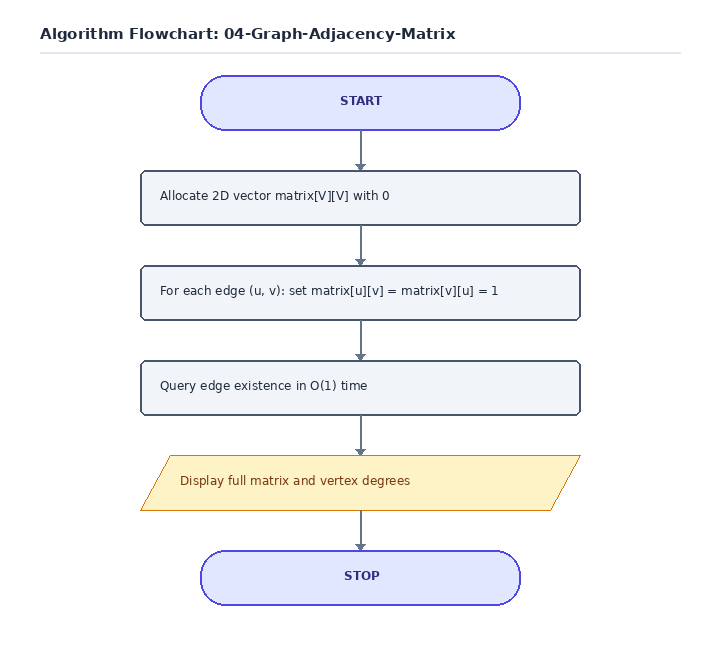 Algorithm Flowchart: 04-Graph-Adjacency-Matrix
START
Allocate 2D vector matrix[V][V] with 0
For each edge (u, v): set matrix[u][v] = matrix[v][u] = 1
Query edge existence in O(1) time
Display full matrix and vertex degrees
STOP